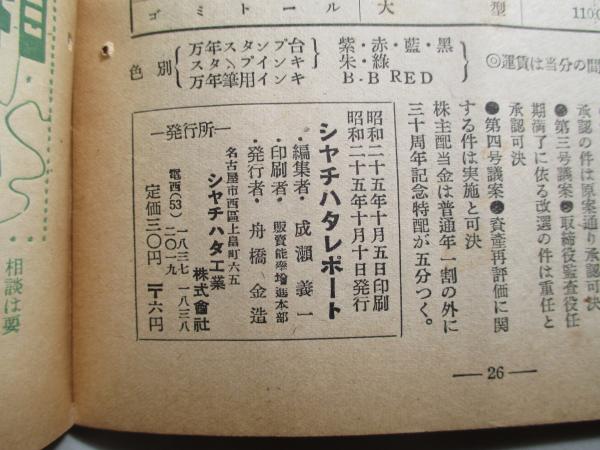 ゴミトール 大 型 110.0
色別
万年スタンプ台
スタンプインキ
万年筆用インキ
紫・赤・藍・黒
朱・綠
B.B RED
◎運賃は当分の間
承認の件は原案通り承認可決
●第三号議案●取締役監査役任
期満了に依る改選の件は重任と
承認可決
●第四号議案●資産再評価に関
する件は実施と可決
株主配当金は普通年一割の外に
三十周年記念特配が五分つく。
昭和二十五年十月五日印刷
昭和二十五年十月十日発行
シヤチハタレポート
・編集者・成瀬義一
・印刷者・販賣能率増進本部
・発行者・舟橋金造
―発行所―
名古屋市西區上畠町六五
シヤチハタ工業株式會社
電西(53)一八三七 一八三八
二〇一九
定価三〇円 〒六円
―26―
相談は要